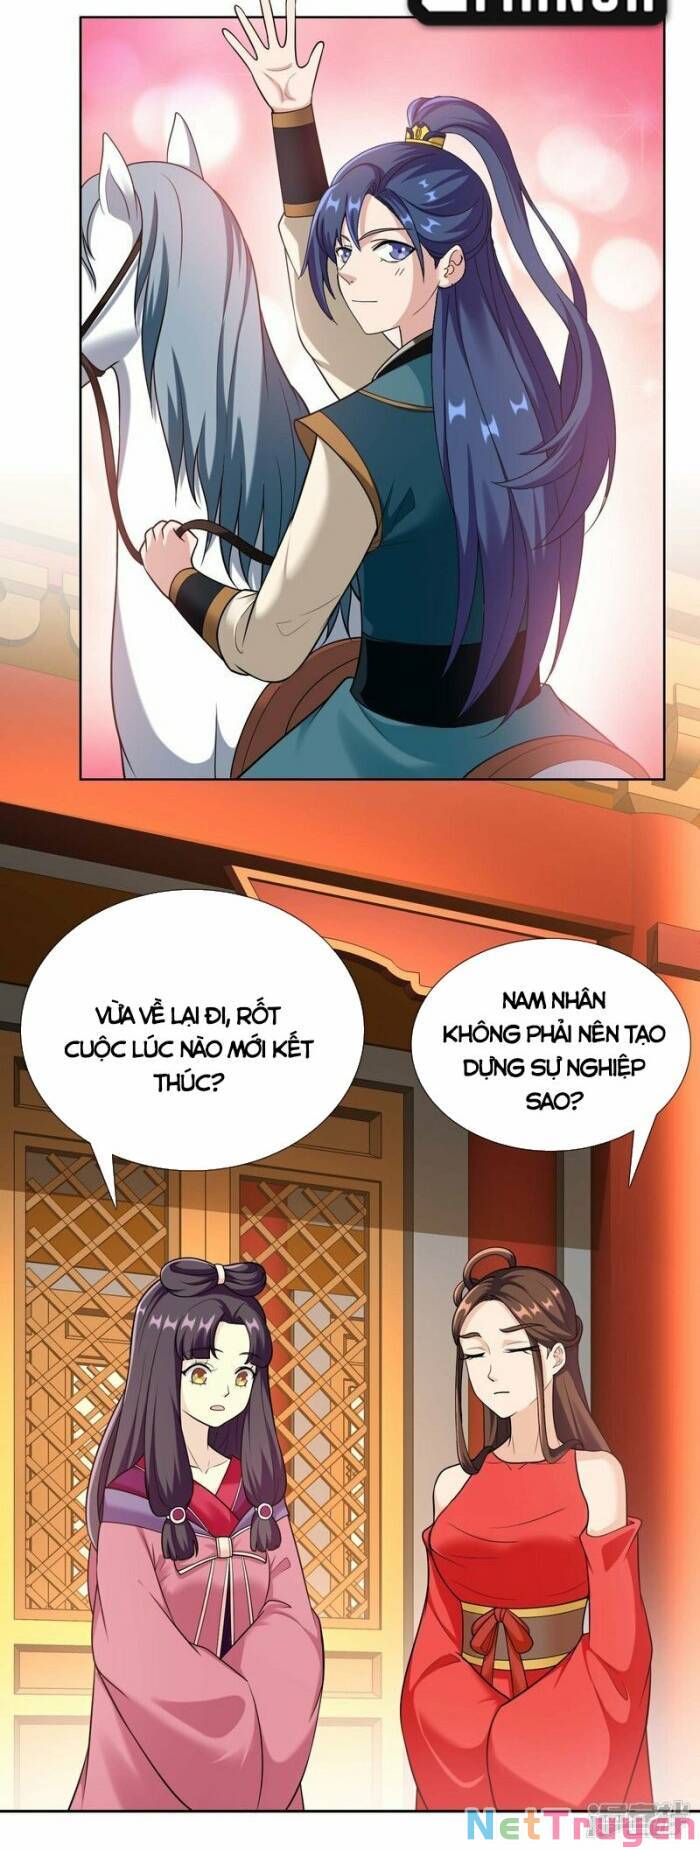 VỪA VỀ LẠI ĐI, RỐT
CUỘC LÚC NÀO MỚI KẾT
THÚC?
NAM NHÂN
KHÔNG PHẢI NÊN TẠO
DỰNG SỰ NGHIỆP
SAO?
NetTruyen